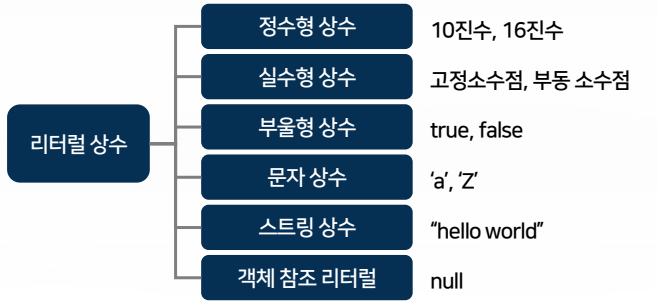 리터럴 상수
정수형 상수 10진수, 16진수
실수형 상수 고정소수점, 부동 소수점
부울형 상수 true, false
문자 상수 ‘a’, ‘Z’
스트링 상수 “hello world”
객체 참조 리터럴 null